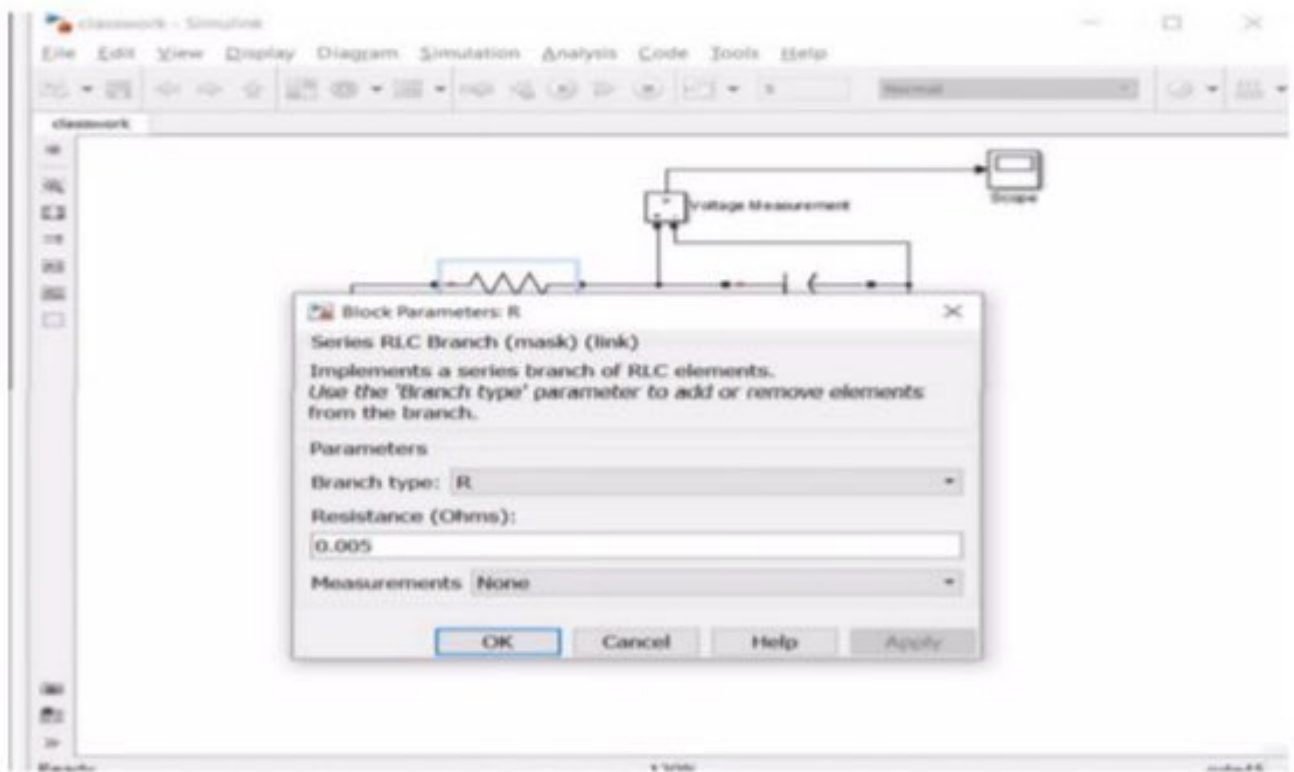 classwork - Simulink
File Edit View Display Diagram Simulation Analysis Code Tools Help
Normal
classwork
Voltage Measurement
Scope
Block Parameters: R
Series RLC Branch (mask) (link)
Implements a series branch of RLC elements.
Use the 'Branch type' parameter to add or remove elements
from the branch.
Parameters
Branch type: R
Resistance (Ohms):
0.005
Measurements None
OK Cancel Help Apply
Ready